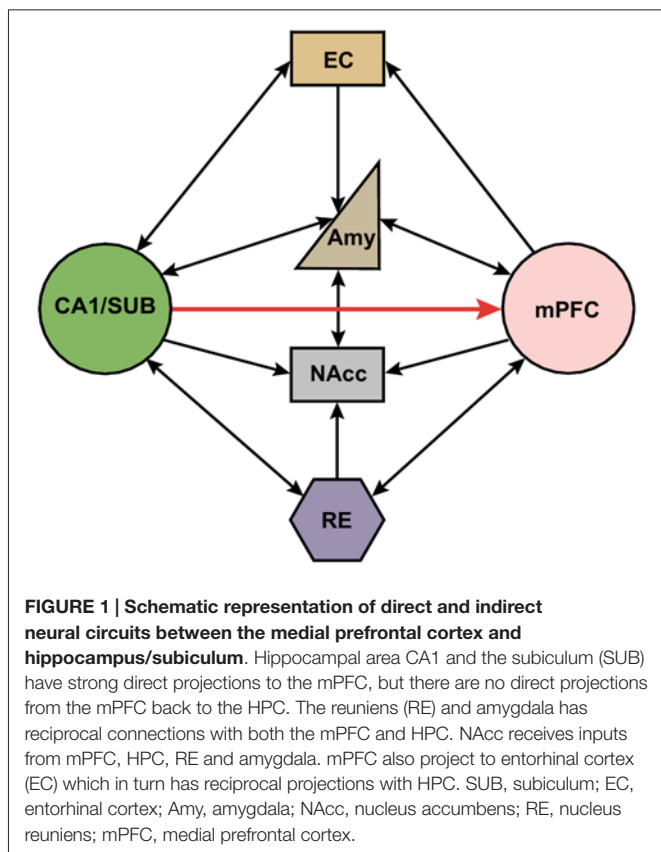 EC
Amy
CA1/SUB
mPFC
NAcc
RE
FIGURE 1 | Schematic representation of direct and indirect
neural circuits between the medial prefrontal cortex and
hippocampus/subiculum. Hippocampal area CA1 and the subiculum (SUB)
have strong direct projections to the mPFC, but there are no direct projections
from the mPFC back to the HPC. The reuniens (RE) and amygdala has
reciprocal connections with both the mPFC and HPC. NAcc receives inputs
from mPFC, HPC, RE and amygdala. mPFC also project to entorhinal cortex
(EC) which in turn has reciprocal projections with HPC. SUB, subiculum; EC,
entorhinal cortex; Amy, amygdala; NAcc, nucleus accumbens; RE, nucleus
reuniens; mPFC, medial prefrontal cortex.